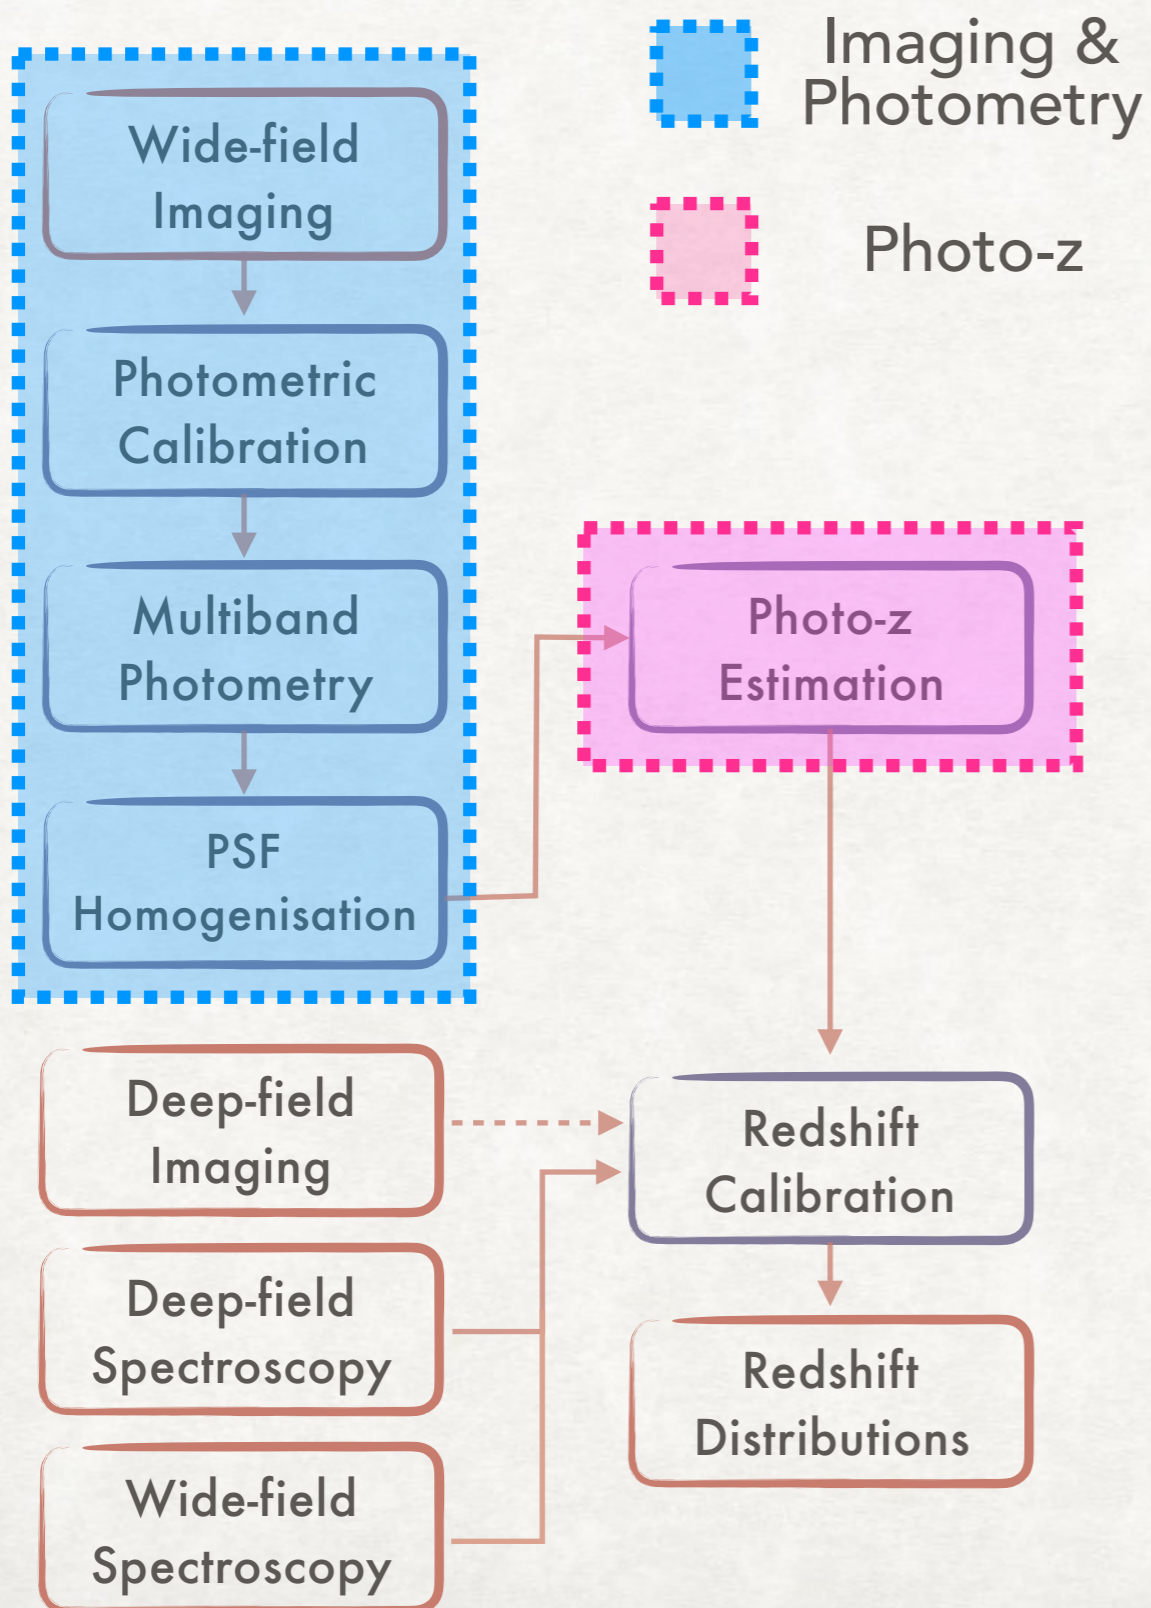 Imaging &
Photometry
Photo-z
Wide-field
Imaging
Photometric
Calibration
Multiband
Photometry
PSF
Homogenisation
Photo-z
Estimation
Deep-field
Imaging
Redshift
Calibration
Deep-field
Spectroscopy
Redshift
Distributions
Wide-field
Spectroscopy